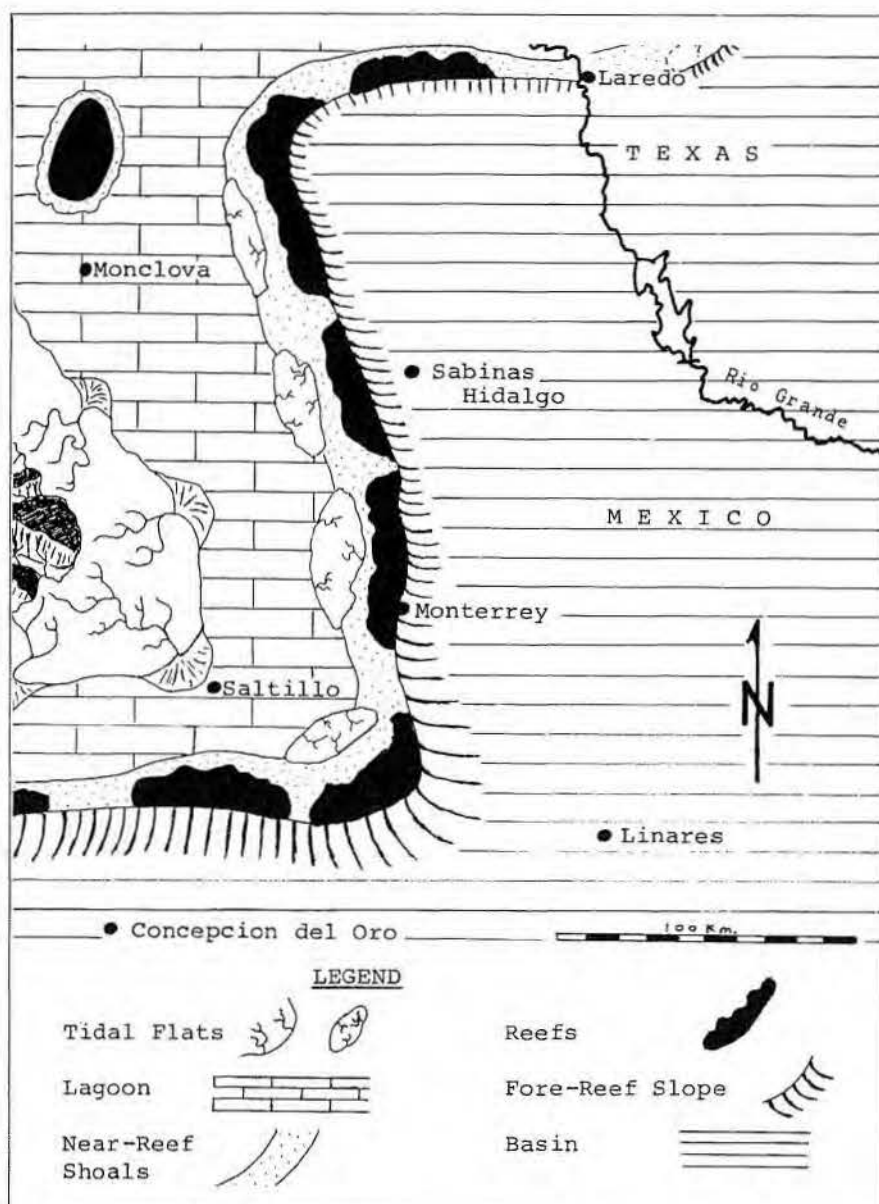 Laredo
T E X A S
Monclova
Sabinas
Hidalgo
Rio Grande
M E X I C O
Monterrey
Saltillo
N
Linares
100 Km.
Concepcion del Oro
LEGEND
Tidal Flats
Reefs
Lagoon
Fore-Reef Slope
Near-Reef
Shoals
Basin